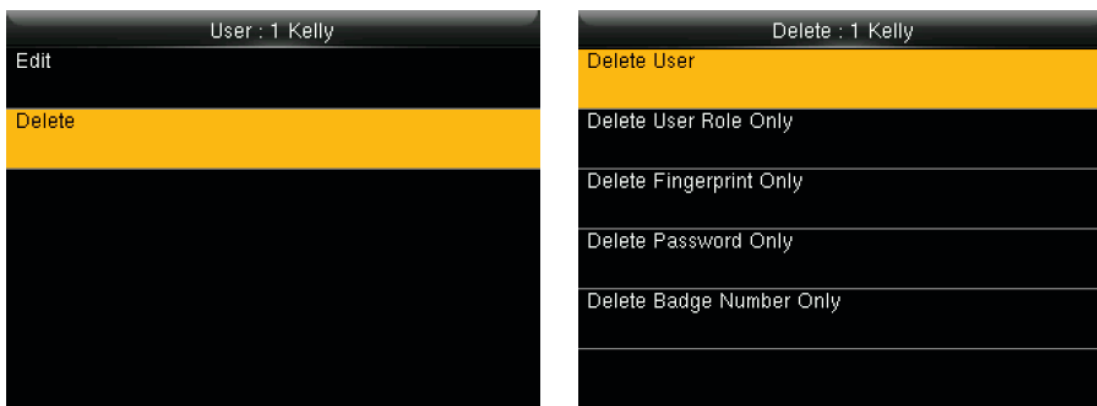 User : 1 Kelly
Edit
Delete
Delete : 1 Kelly
Delete User
Delete User Role Only
Delete Fingerprint Only
Delete Password Only
Delete Badge Number Only